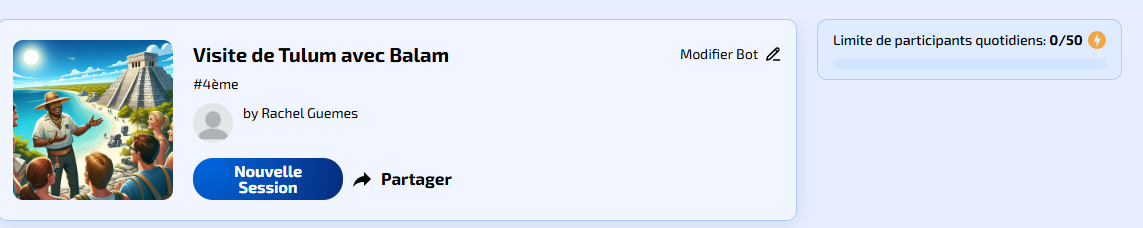 Visite de Tulum avec Balam
Modifier Bot
#4ème
by Rachel Guemes
Nouvelle
Session
Partager
Limite de participants quotidiens: 0/50